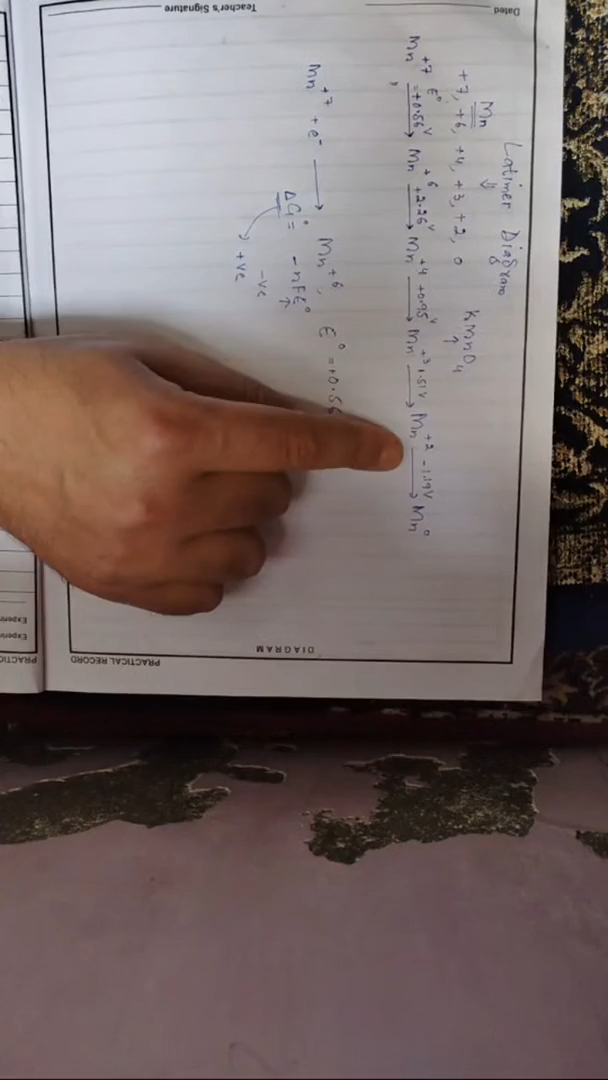 Latimer Diagram
⇓
Mn
+7, +6, +4, +3, +2, 0
KMnO4
↑
E° =+0.56V +2.26V +0.95V 1.51V -1.19V
Mn+7 → Mn+6 → Mn+4 → Mn+3 → Mn+2 → Mn°
Mn+7 + e- → Mn+6, E° = +0.56
ΔG° = -nFE°
↑
-ve
+ve
Dated
Teacher's Signature
DIAGRAM
PRACTICAL RECORD